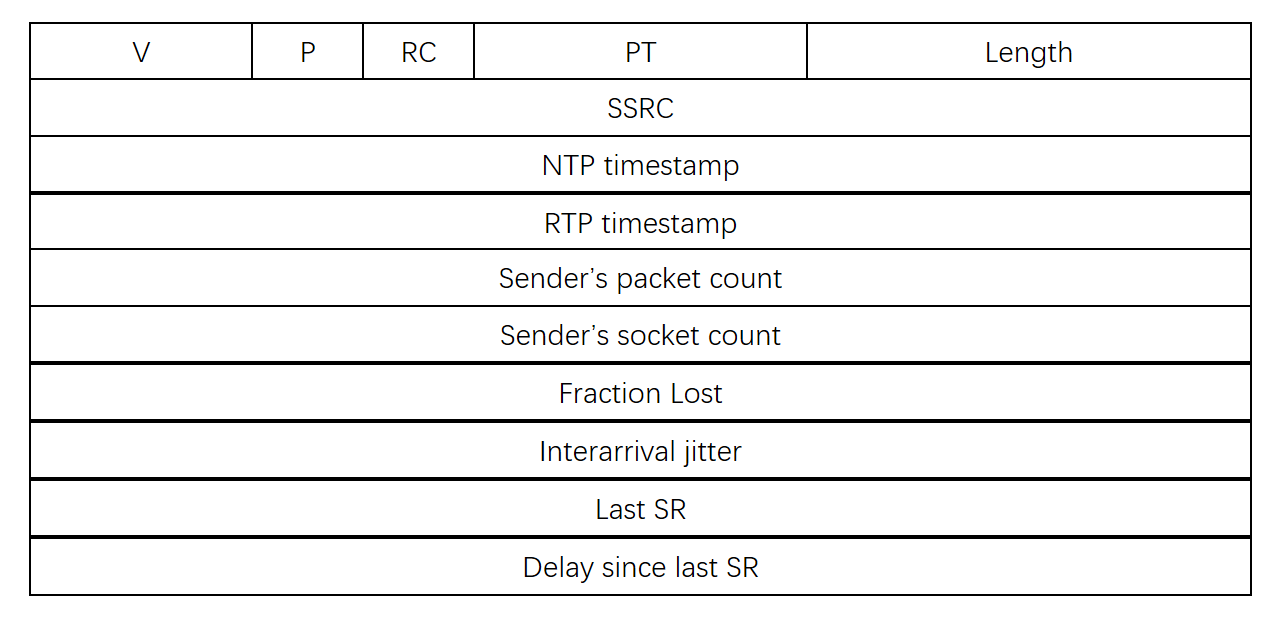 V P RC PT Length
SSRC
NTP timestamp
RTP timestamp
Sender’s packet count
Sender’s socket count
Fraction Lost
Interarrival jitter
Last SR
Delay since last SR